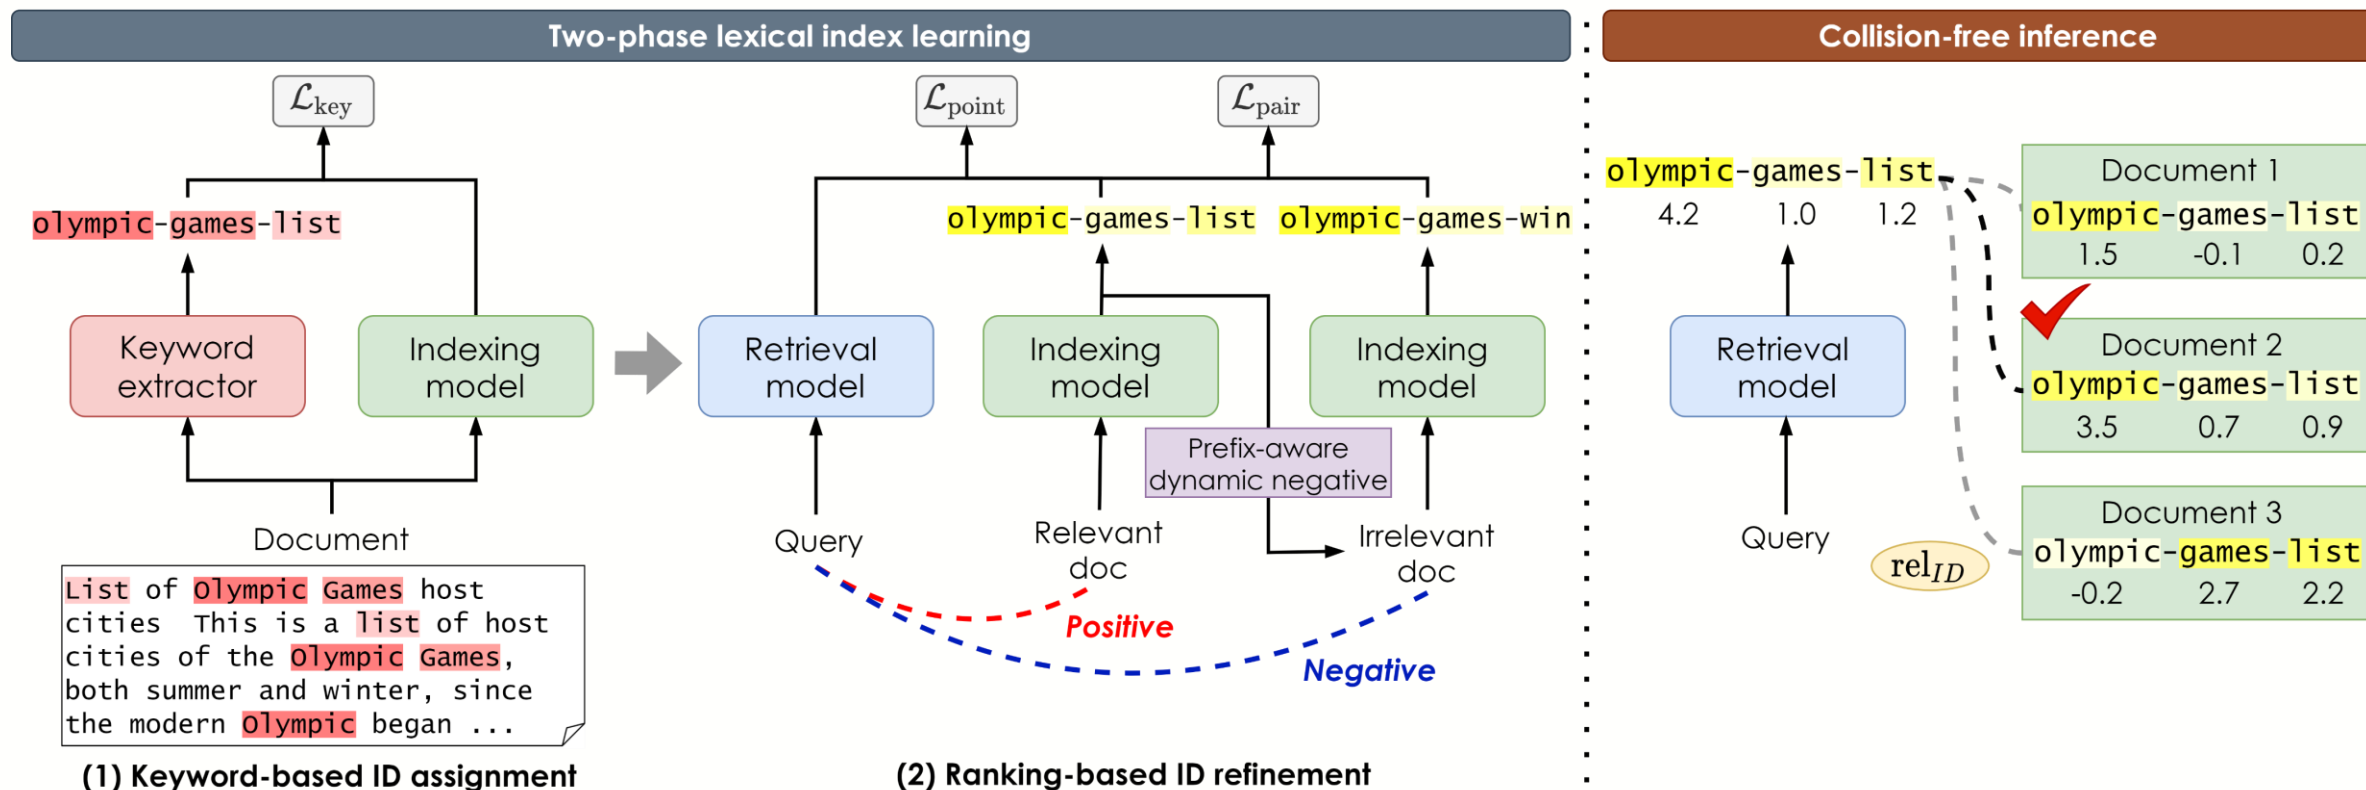 Two-phase lexical index learning
Collision-free inference
ℒkey
ℒpoint
ℒpair
olympic-games-list
olympic-games-list
olympic-games-win
Keyword
extractor
Indexing
model
Retrieval
model
Indexing
model
Indexing
model
Prefix-aware
dynamic negative
Document
Query
Relevant
doc
Irrelevant
doc
Positive
Negative
List of Olympic Games host
cities  This is a list of host
cities of the Olympic Games,
both summer and winter, since
the modern Olympic began ...
(1) Keyword-based ID assignment
(2) Ranking-based ID refinement
olympic-games-list
4.2 1.0 1.2
Retrieval
model
Query
relID
Document 1
olympic-games-list
1.5 -0.1 0.2
Document 2
olympic-games-list
3.5 0.7 0.9
Document 3
olympic-games-list
-0.2 2.7 2.2